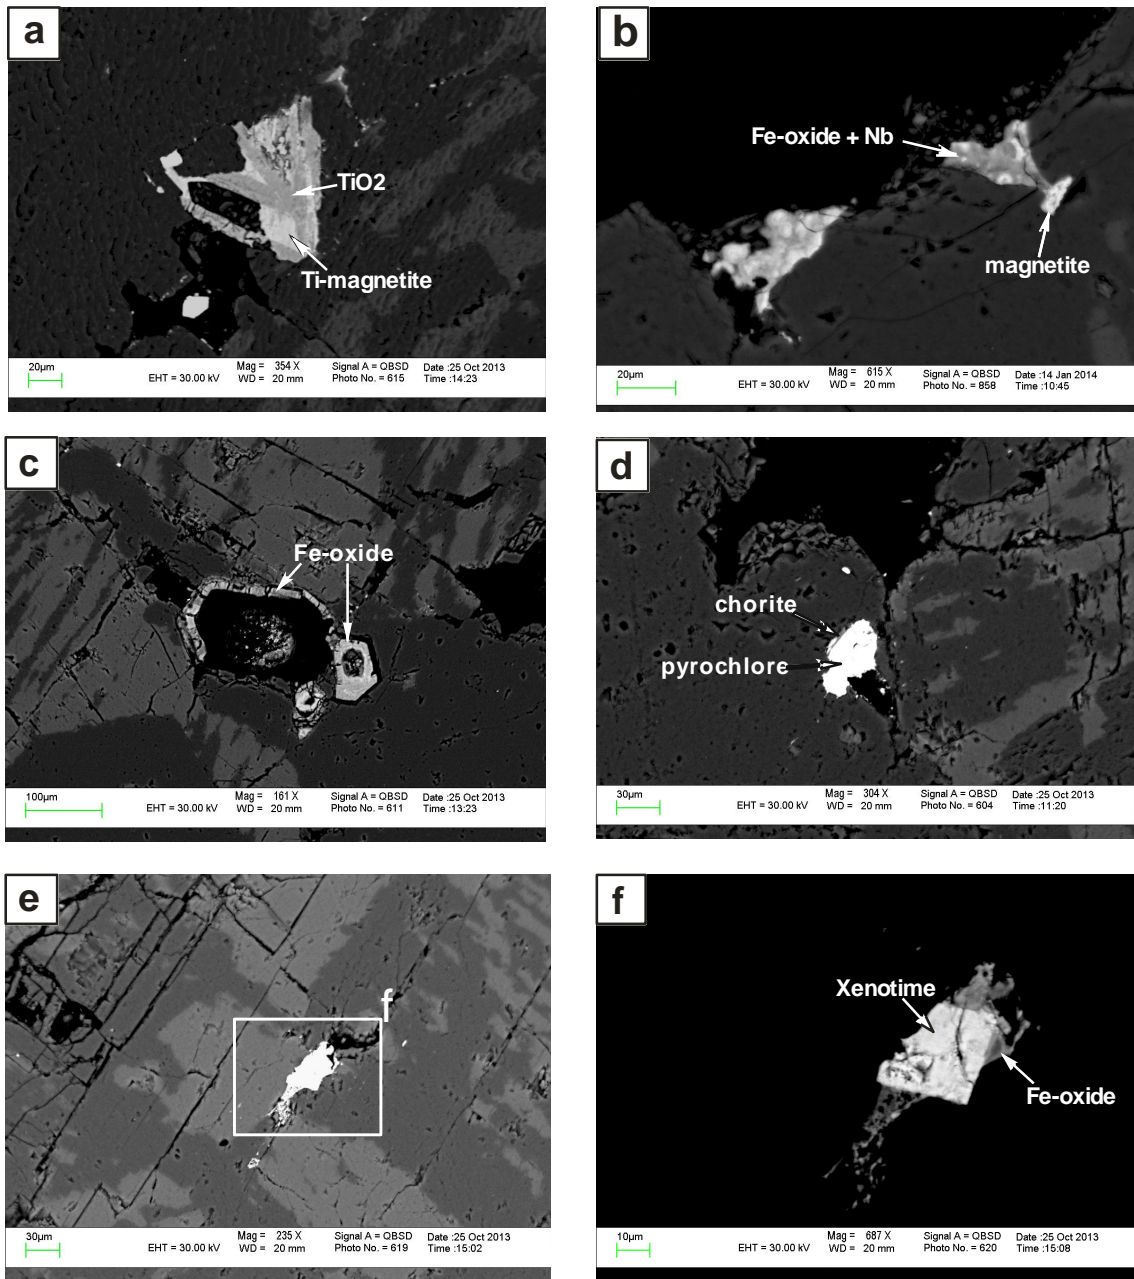 a
TiO2
Ti-magnetite
20µm
EHT = 30.00 kV
Mag = 354 X
WD = 20 mm
Signal A = QBSD
Photo No. = 615
Date :25 Oct 2013
Time :14:23
b
Fe-oxide + Nb
magnetite
20µm
EHT = 30.00 kV
Mag = 615 X
WD = 20 mm
Signal A = QBSD
Photo No. = 858
Date :14 Jan 2014
Time :10:45
c
Fe-oxide
100µm
EHT = 30.00 kV
Mag = 161 X
WD = 20 mm
Signal A = QBSD
Photo No. = 611
Date :25 Oct 2013
Time :13:23
d
chorite
pyrochlore
30µm
EHT = 30.00 kV
Mag = 304 X
WD = 20 mm
Signal A = QBSD
Photo No. = 604
Date :25 Oct 2013
Time :11:20
e
f
30µm
EHT = 30.00 kV
Mag = 235 X
WD = 20 mm
Signal A = QBSD
Photo No. = 619
Date :25 Oct 2013
Time :15:02
f
Xenotime
Fe-oxide
10µm
EHT = 30.00 kV
Mag = 687 X
WD = 20 mm
Signal A = QBSD
Photo No. = 620
Date :25 Oct 2013
Time :15:08